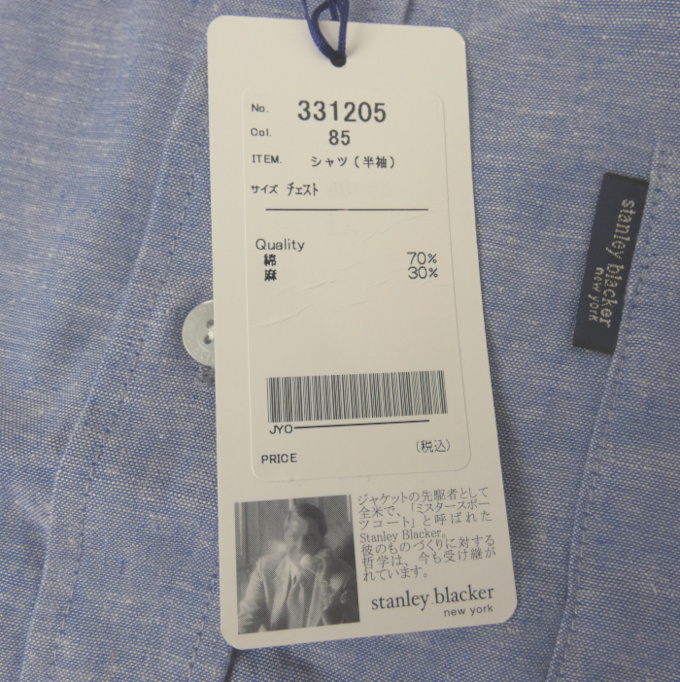 No. 331205
Col. 85
ITEM. シャツ(半袖)
サイズ チェスト
Quality
綿 70%
麻 30%
JYO
PRICE (税込)
ジャケットの先駆者として
全米で、「ミスタースポー
ツコート」と呼ばれた
Stanley Blacker。
彼のものづくりに対する
哲学は、今も受け継が
れています。
stanley blacker
new york
stanley blacker
new york